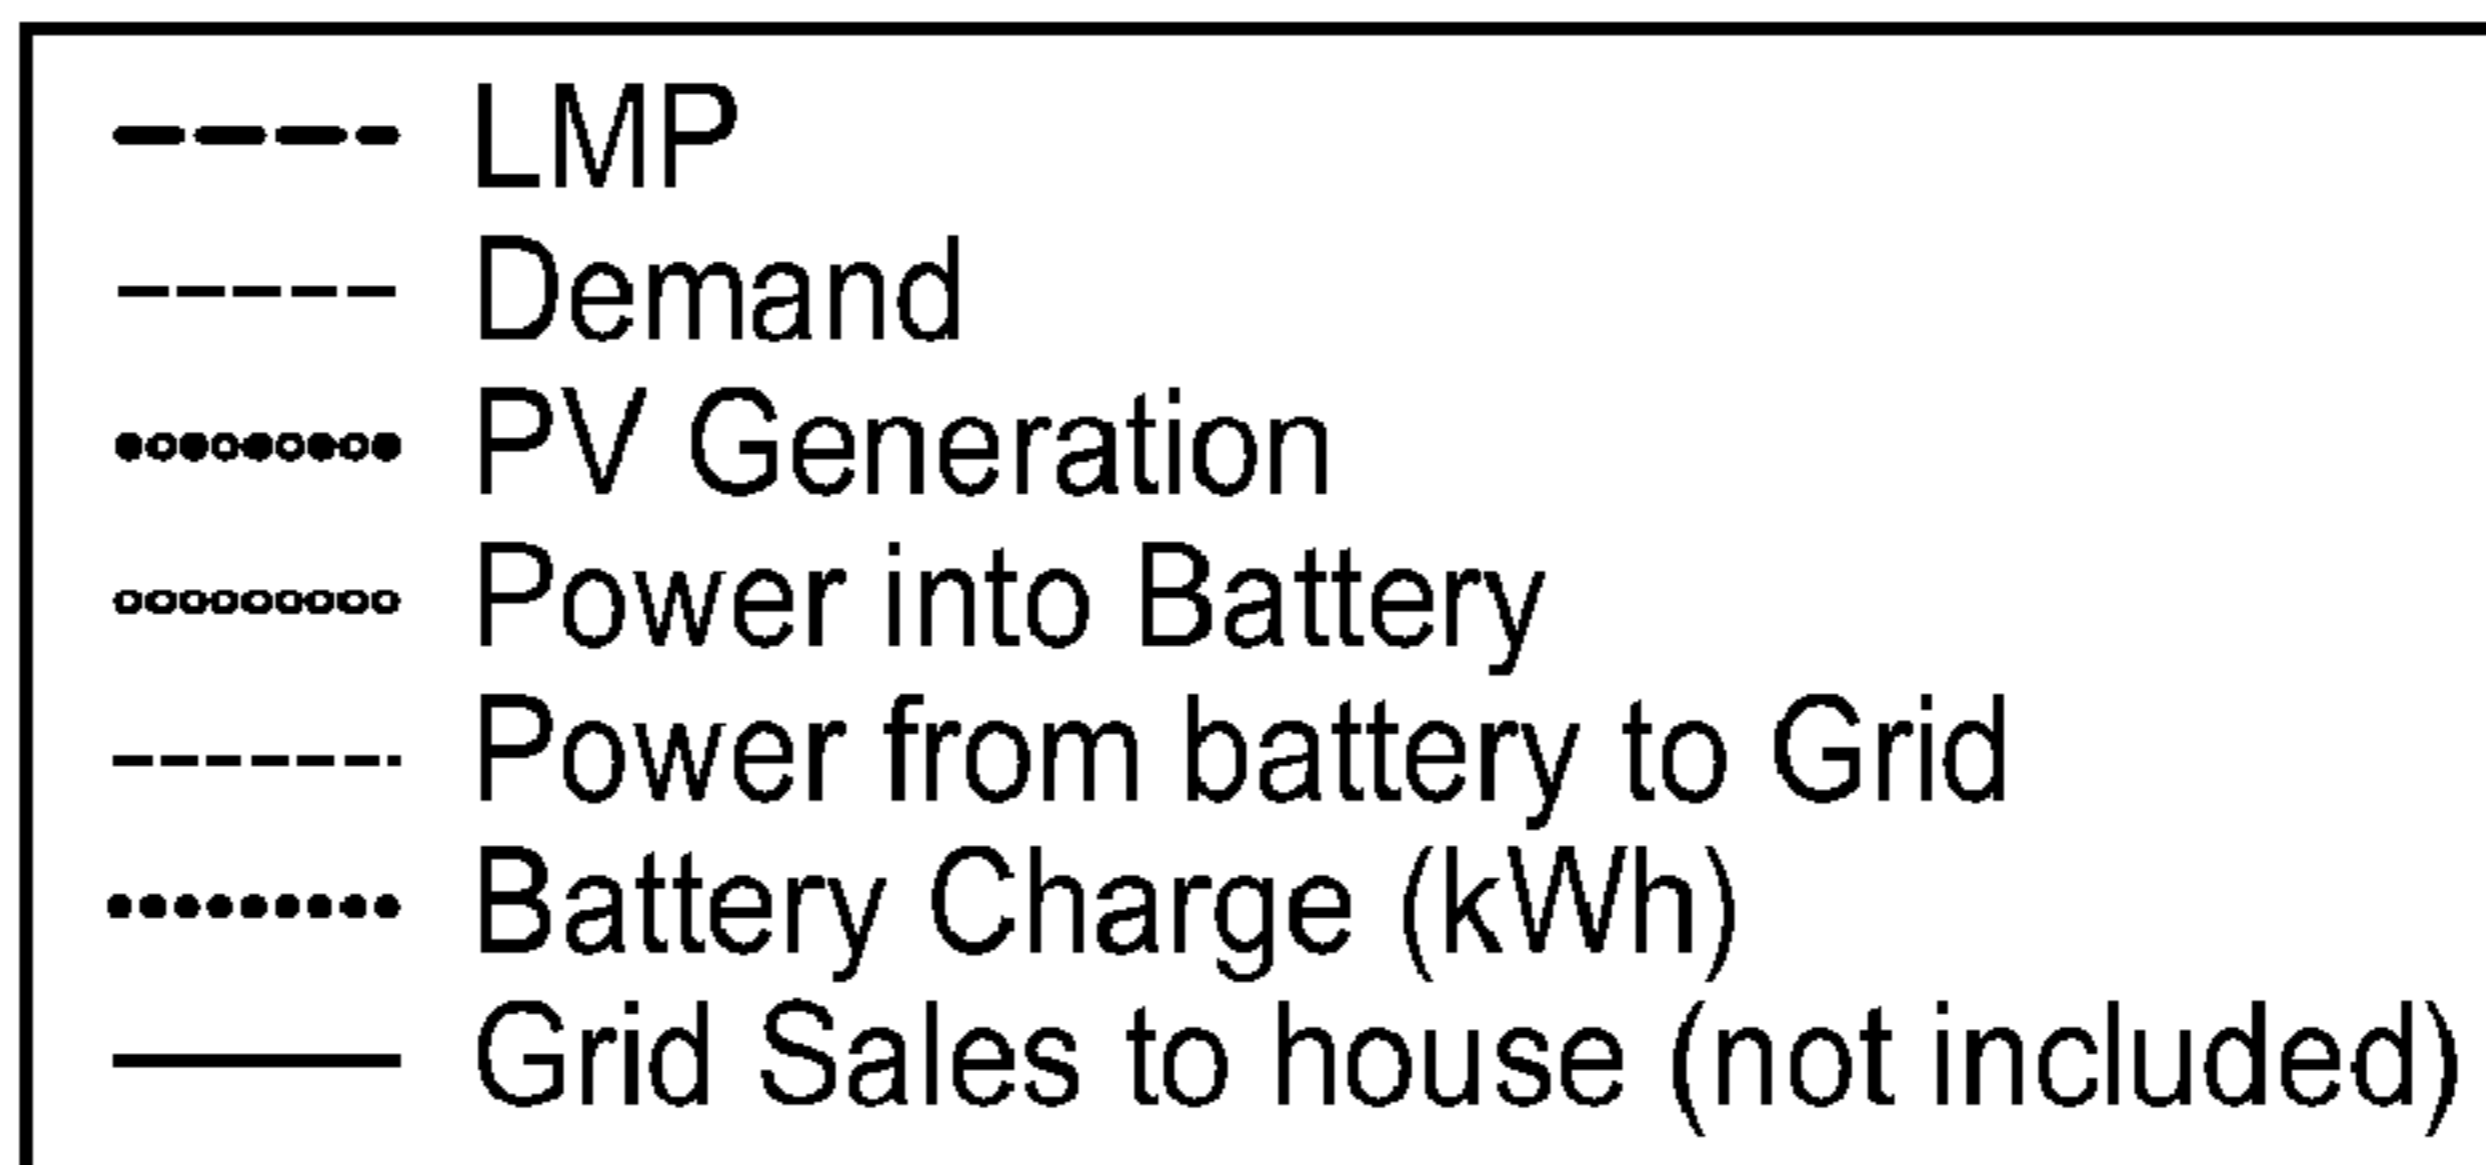 LMP
Demand
PV Generation
Power into Battery
Power from battery to Grid
Battery Charge (kWh)
Grid Sales to house (not included)